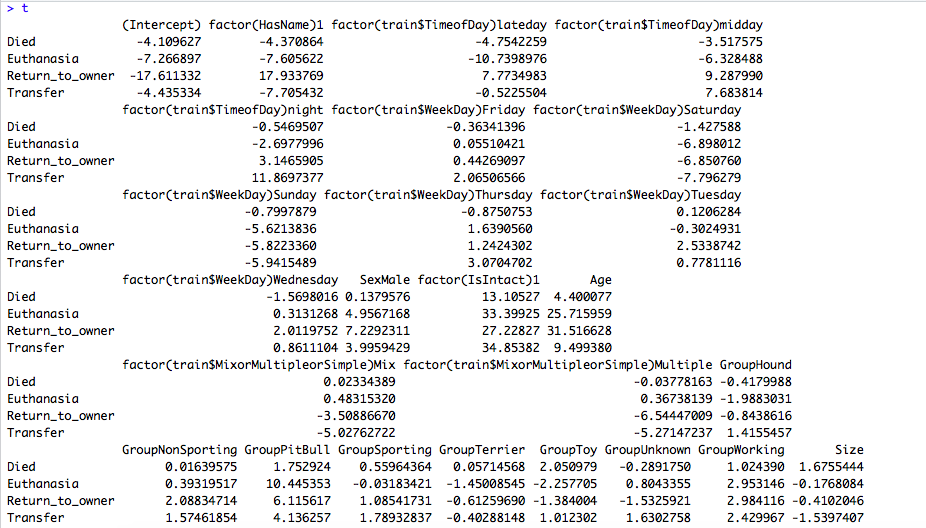 > t
(Intercept) factor(HasName)1 factor(train$TimeofDay)lateday factor(train$TimeofDay)midday
Died -4.109627 -4.370864 -4.7542259 -3.517575
Euthanasia -7.266897 -7.605622 -10.7398976 -6.328488
Return_to_owner -17.611332 17.933769 7.7734983 9.287990
Transfer -4.435334 -7.705432 -0.5225504 7.683814
factor(train$TimeofDay)night factor(train$WeekDay)Friday factor(train$WeekDay)Saturday
Died -0.5469507 -0.36341396 -1.427588
Euthanasia -2.6977996 0.05510421 -6.898012
Return_to_owner 3.1465905 0.44269097 -6.850760
Transfer 11.8697377 2.06506566 -7.796279
factor(train$WeekDay)Sunday factor(train$WeekDay)Thursday factor(train$WeekDay)Tuesday
Died -0.7997879 -0.8750753 0.1206284
Euthanasia -5.6213836 1.6390560 -0.3024931
Return_to_owner -5.8223360 1.2424302 2.5338742
Transfer -5.9415489 3.0704702 0.7781116
factor(train$WeekDay)Wednesday SexMale factor(IsIntact)1 Age
Died -1.5698016 0.1379576 13.10527 4.400077
Euthanasia 0.3131268 4.9567168 33.39925 25.715959
Return_to_owner 2.0119752 7.2292311 27.22827 31.516628
Transfer 0.8611104 3.9959429 34.85382 9.499380
factor(train$MixorMultipleorSimple)Mix factor(train$MixorMultipleorSimple)Multiple GroupHound
Died 0.02334389 -0.03778163 -0.4179988
Euthanasia 0.48315320 0.36738139 -1.9883031
Return_to_owner -3.50886670 -6.54447009 -0.8438616
Transfer -5.02762722 -5.27147237 1.4155457
GroupNonSporting GroupPitBull GroupSporting GroupTerrier GroupToy GroupUnknown GroupWorking Size
Died 0.01639575 1.752924 0.55964364 0.05714568 2.050979 -0.2891750 1.024390 1.6755444
Euthanasia 0.39319517 10.445353 -0.03183421 -1.45008545 -2.257705 0.8043355 2.953146 -0.1768084
Return_to_owner 2.08834714 6.115617 1.08541731 -0.61259690 -1.384004 -1.5325921 2.984116 -0.4102046
Transfer 1.57461854 4.136257 1.78932837 -0.40288148 1.012302 1.6302758 2.429967 -1.5397407